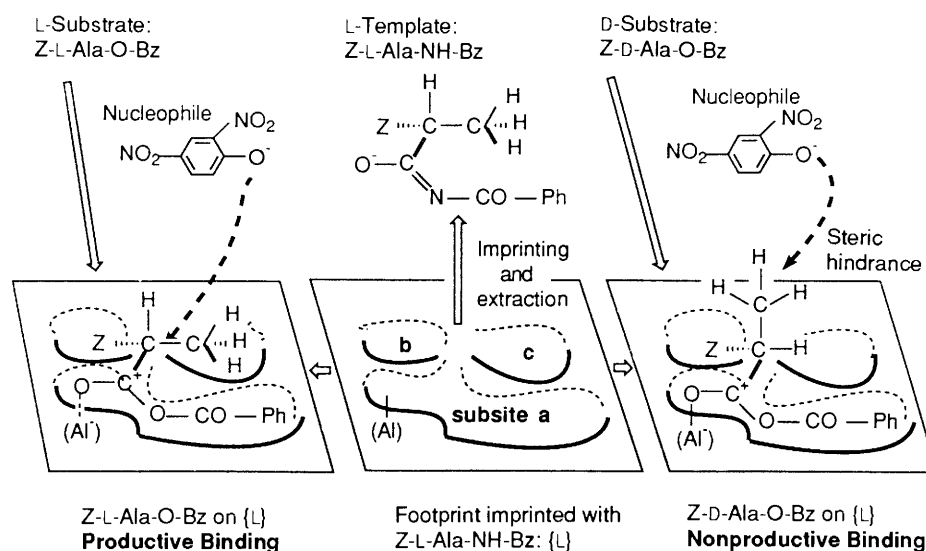 L-Substrate:
Z-L-Ala-O-Bz
Nucleophile
NO₂
NO₂
O⁻
H
Z
C
C
H
H
H
C
+
O
(Al⁻)
O
CO
Ph
Z-L-Ala-O-Bz on {L}
Productive Binding
L-Template:
Z-L-Ala-NH-Bz
H
H
Z
C
C
H
H
O⁻
C
N
CO
Ph
Imprinting
and
extraction
b
c
subsite a
(Al)
Footprint imprinted with
Z-L-Ala-NH-Bz: {L}
D-Substrate:
Z-D-Ala-O-Bz
Nucleophile
NO₂
NO₂
O⁻
Steric
hindrance
H
H
C
H
Z
C
H
C
+
O
(Al⁻)
O
CO
Ph
Z-D-Ala-O-Bz on {L}
Nonproductive Binding